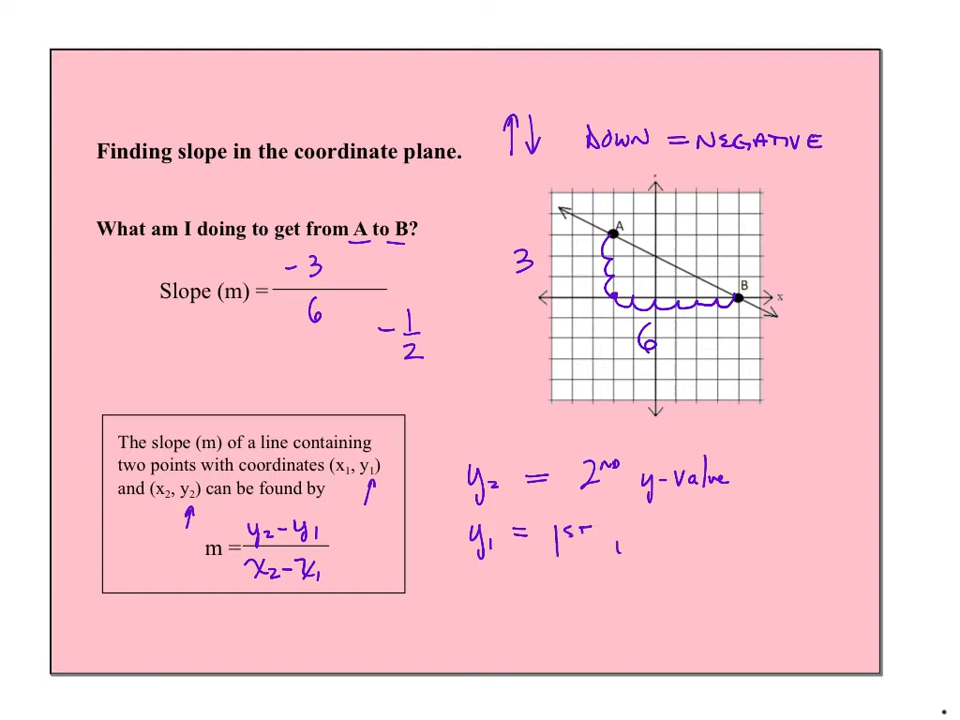 ↑↓ DOWN = NEGATIVE
Finding slope in the coordinate plane.
What am I doing to get from A to B?
- 3
Slope (m) =
6
- 1
2
A
3
B
x
6
The slope (m) of a line containing
two points with coordinates (x₁, y₁)
and (x₂, y₂) can be found by
m = y₂ - y₁
x₂ - x₁
y₂ = 2ND y-value
y₁ = 1ST